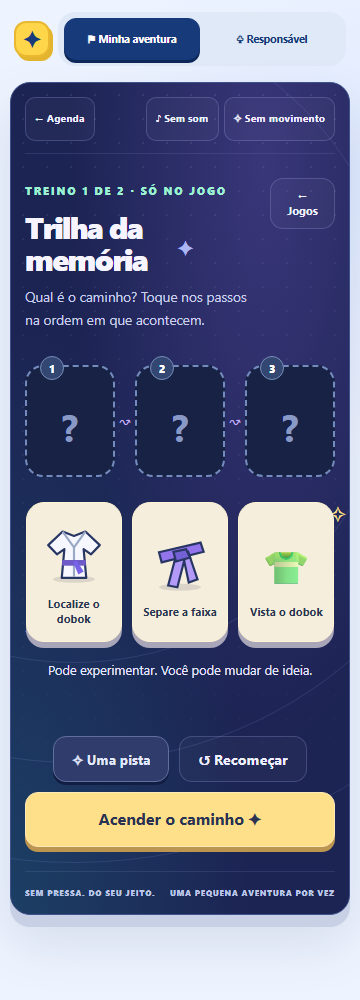 ✦
⚑ Minha aventura
♤ Responsável
← Agenda
♪ Sem som
✧ Sem movimento
TREINO 1 DE 2 · SÓ NO JOGO
← Jogos
Trilha da
memória
Qual é o caminho? Toque nos passos
na ordem em que acontecem.
1
2
3
?
?
?
Localize o
dobok
Separe a faixa
Vista o dobok
Pode experimentar. Você pode mudar de ideia.
✧ Uma pista
↺ Recomeçar
Acender o caminho ✦
SEM PRESSA. DO SEU JEITO.
UMA PEQUENA AVENTURA POR VEZ